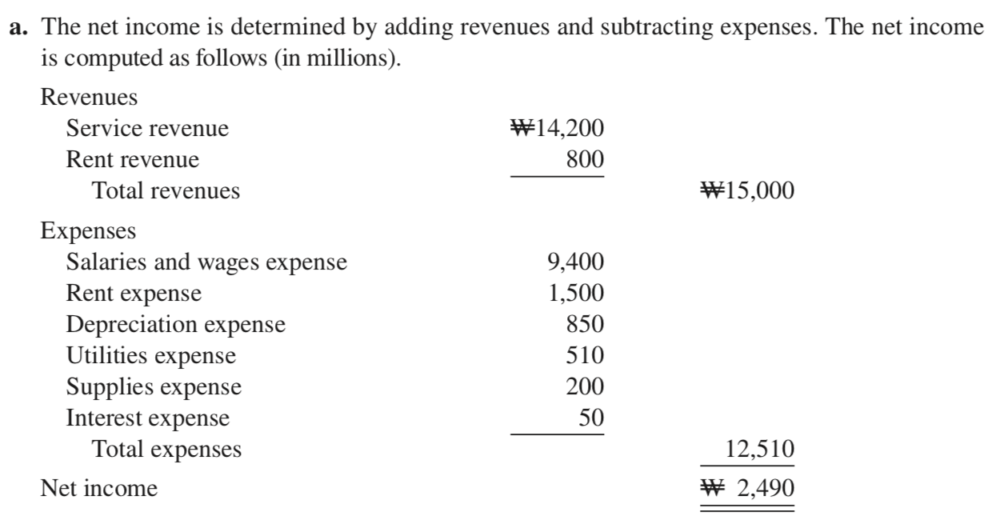 a. The net income is determined by adding revenues and subtracting expenses. The net income
is computed as follows (in millions).
Revenues
Service revenue ₩14,200
Rent revenue 800
Total revenues ₩15,000
Expenses
Salaries and wages expense 9,400
Rent expense 1,500
Depreciation expense 850
Utilities expense 510
Supplies expense 200
Interest expense 50
Total expenses 12,510
Net income ₩ 2,490